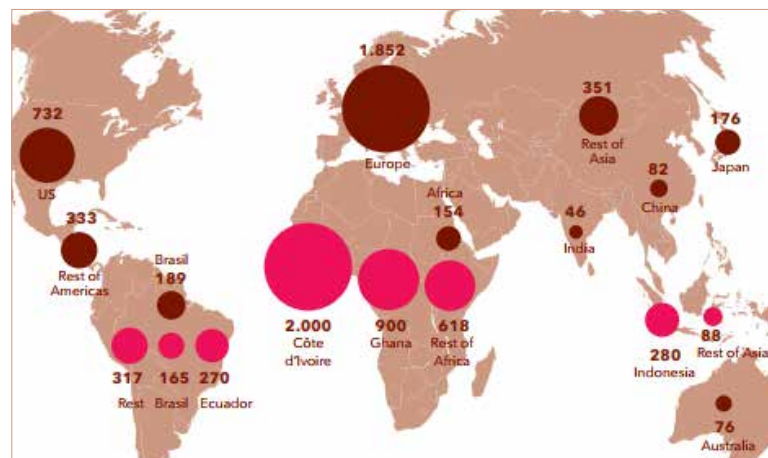 1.852
Europe
732
US
351
Rest of
Asia
176
Japan
82
China
Africa
154
46
India
333
Rest of
Americas
Brasil
189
2.000
Côte
d'Ivoire
900
Ghana
618
Rest of
Africa
317
Rest
165
Brasil
270
Ecuador
280
Indonesia
88
Rest of Asia
76
Australia